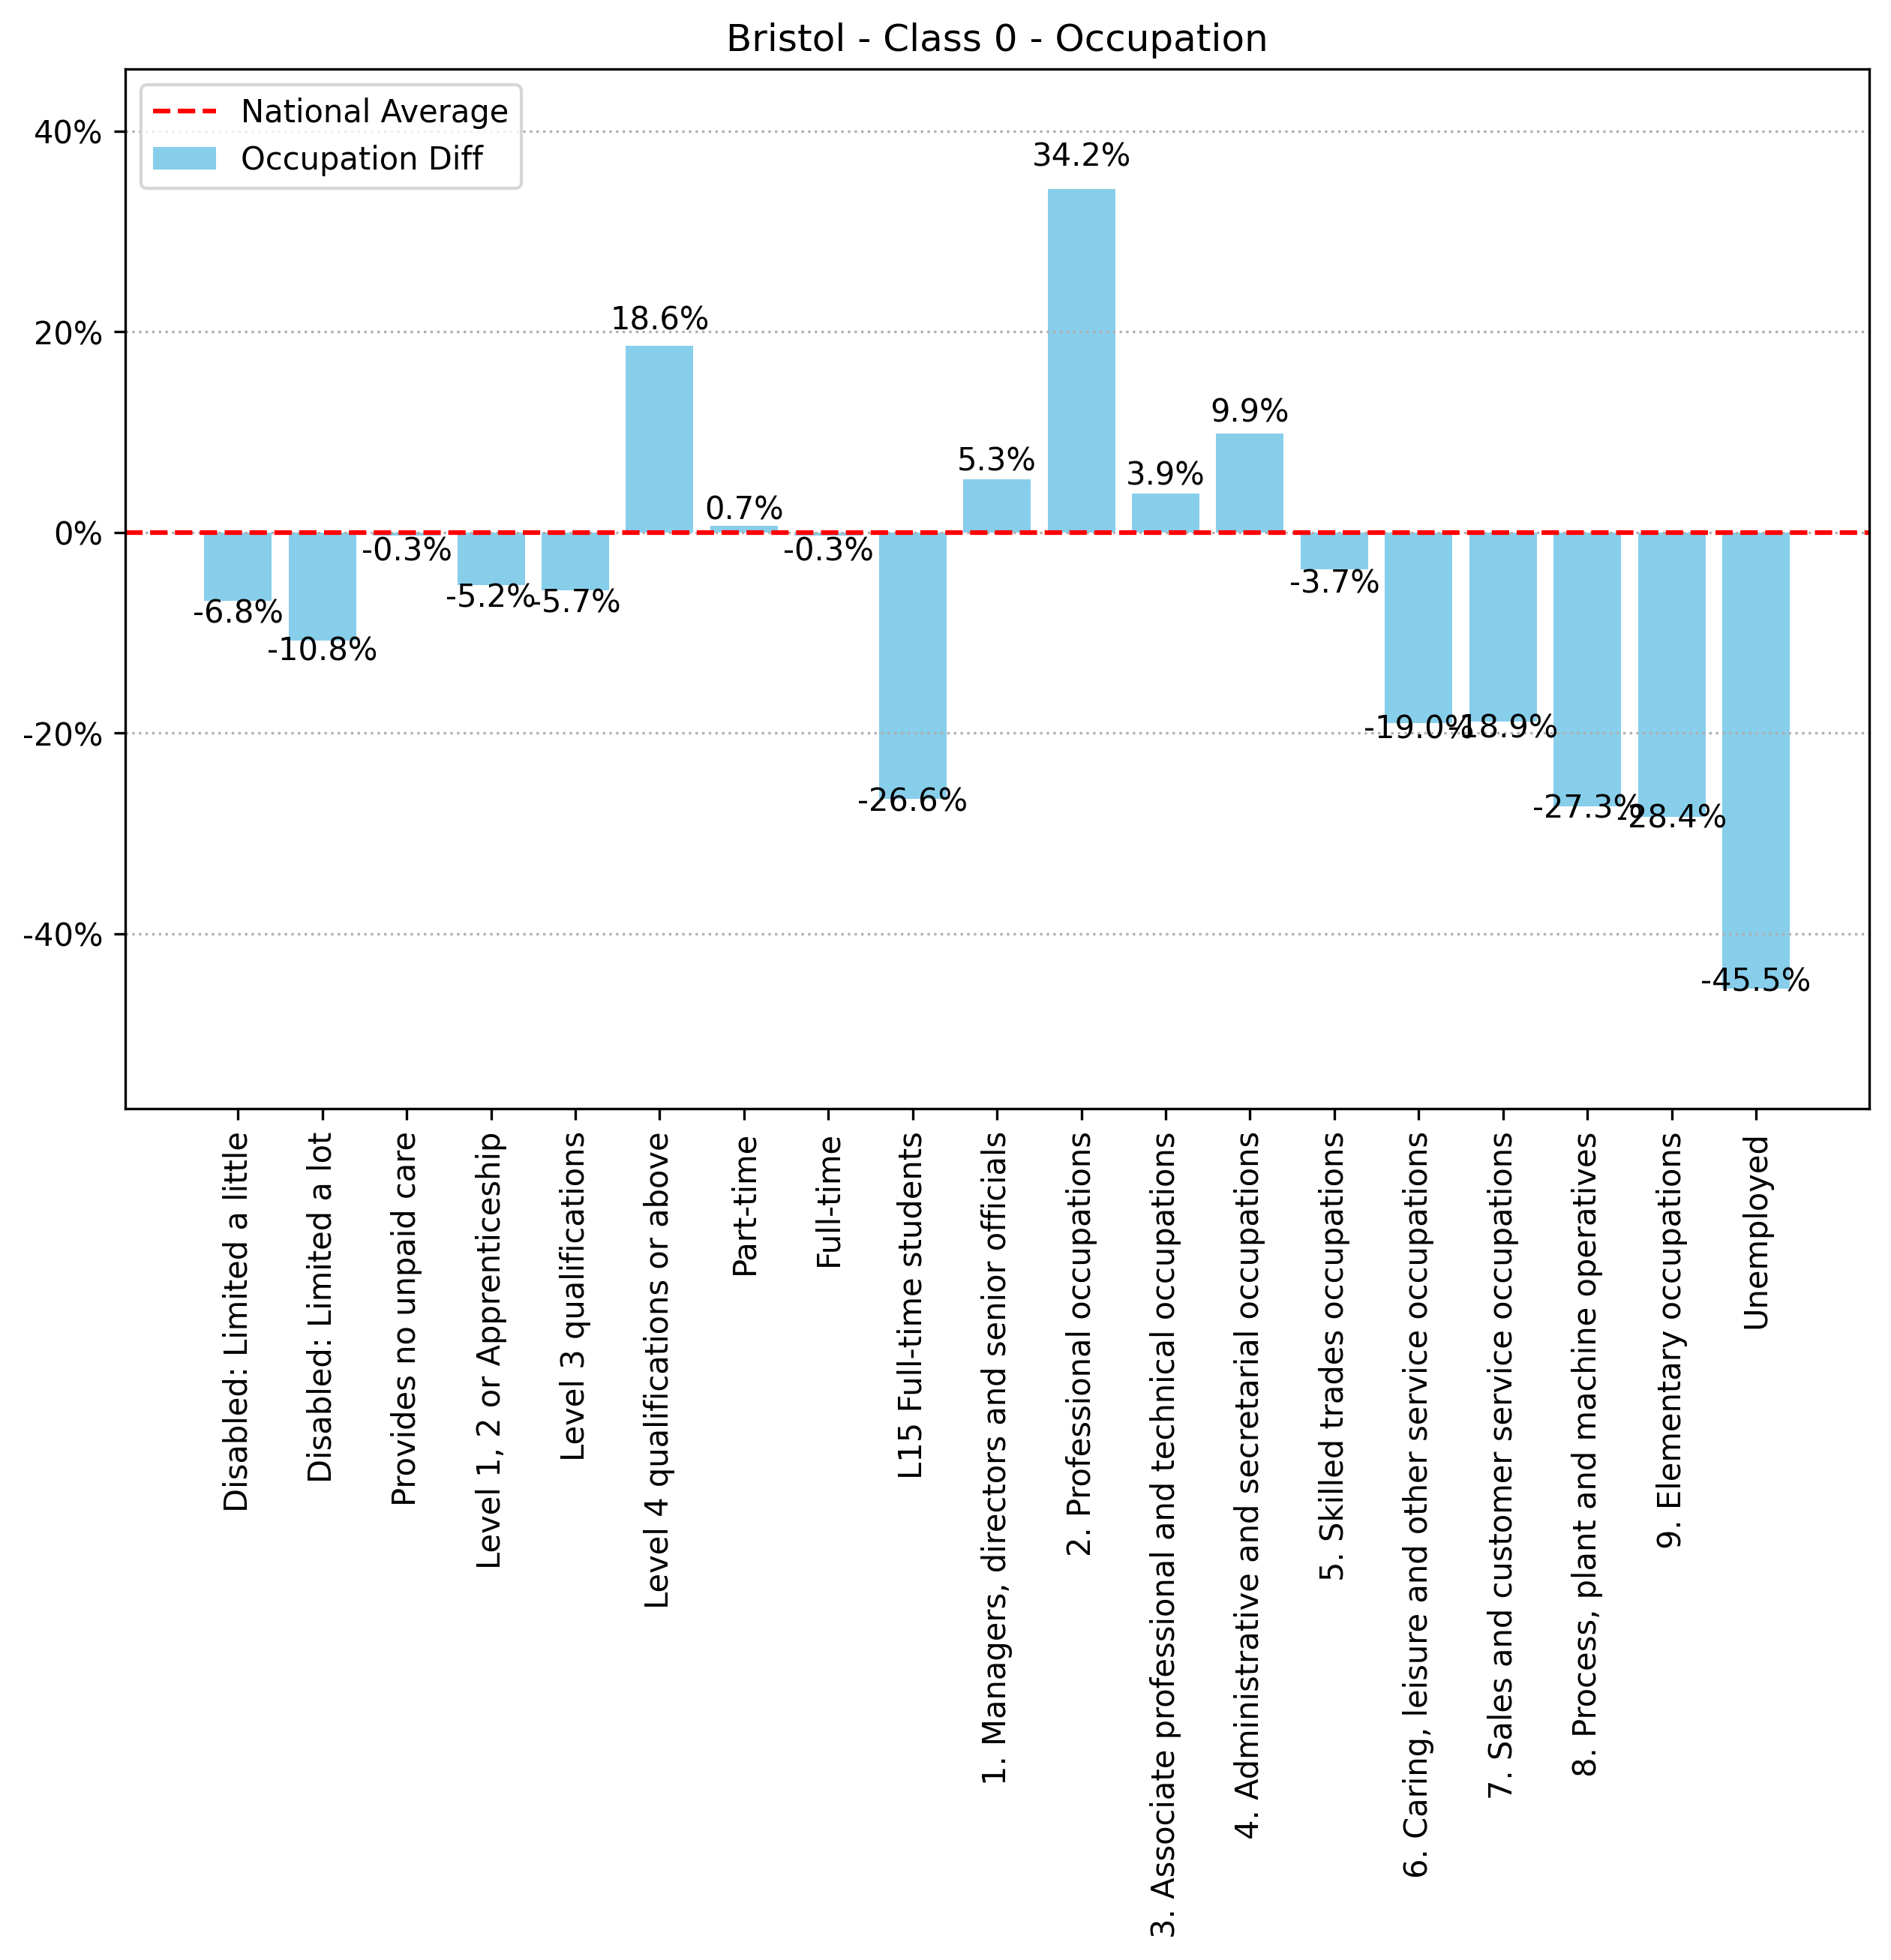 Bristol - Class 0 - Occupation
National Average
Occupation Diff
40%
20%
0%
-20%
-40%
-6.8%
-10.8%
-0.3%
-5.2%
-5.7%
18.6%
0.7%
-0.3%
-26.6%
5.3%
34.2%
3.9%
9.9%
-3.7%
-19.0%
-18.9%
-27.3%
-28.4%
-45.5%
Disabled: Limited a little
Disabled: Limited a lot
Provides no unpaid care
Level 1, 2 or Apprenticeship
Level 3 qualifications
Level 4 qualifications or above
Part-time
Full-time
L15 Full-time students
1. Managers, directors and senior officials
2. Professional occupations
3. Associate professional and technical occupations
4. Administrative and secretarial occupations
5. Skilled trades occupations
6. Caring, leisure and other service occupations
7. Sales and customer service occupations
8. Process, plant and machine operatives
9. Elementary occupations
Unemployed